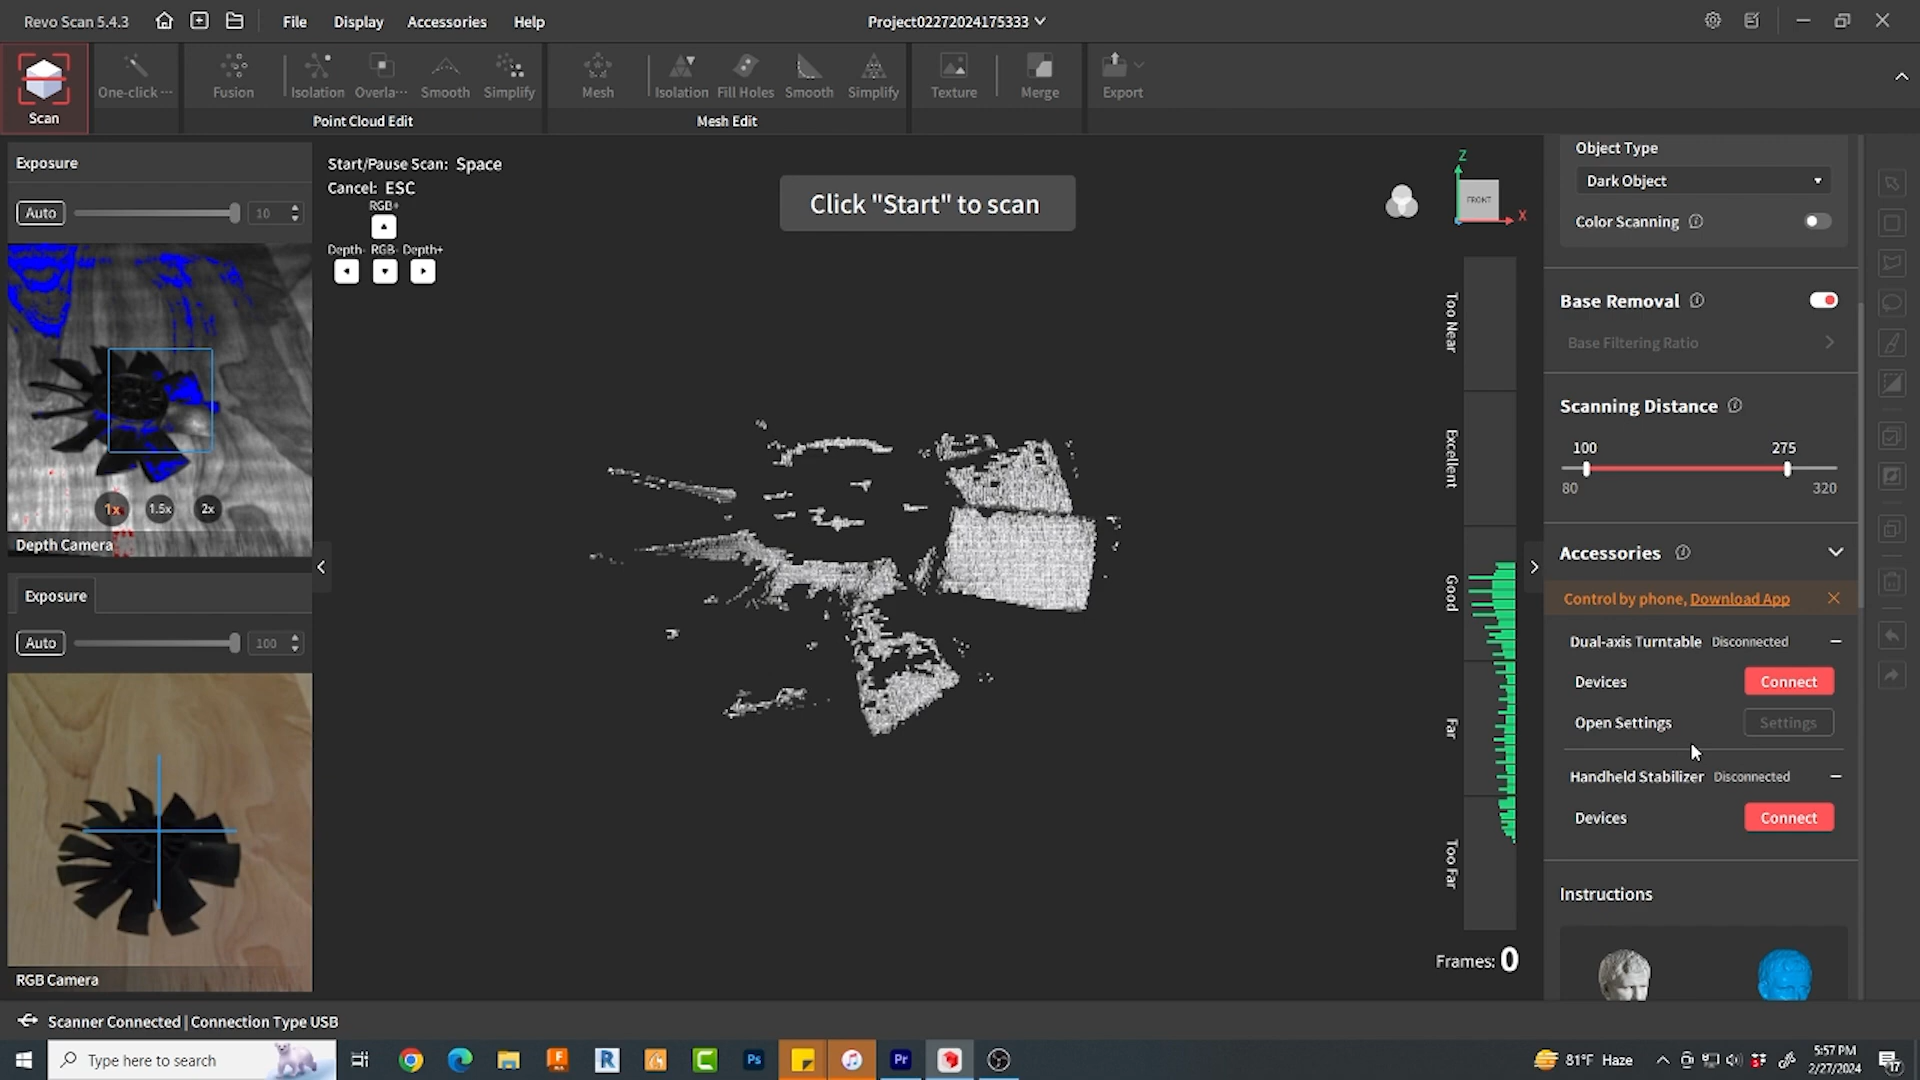 Revo Scan 5.4.3
File
Display
Accessories
Help
Project02272024175333
Scan
One-click ···
Fusion
Isolation
Overla···
Smooth
Simplify
Point Cloud Edit
Mesh
Isolation
Fill Holes
Smooth
Simplify
Mesh Edit
Texture
Merge
Export
Exposure
Auto
10
1x
1.5x
2x
Depth Camera
Exposure
Auto
100
RGB Camera
Start/Pause Scan: Space
Cancel: ESC
RGB+
Depth- RGB- Depth+
Click "Start" to scan
Z
FRONT
X
Too Near
Excellent
Good
Far
Too Far
Frames: 0
Object Type
Dark Object
Color Scanning
Base Removal
Base Filtering Ratio
Scanning Distance
100
275
80
320
Accessories
Control by phone, Download App
Dual-axis Turntable Disconnected
Devices
Connect
Open Settings
Settings
Handheld Stabilizer Disconnected
Devices
Connect
Instructions
Scanner Connected | Connection Type USB
Type here to search
Ps
Pr
81°F Haze
5:57 PM
2/27/2024
17